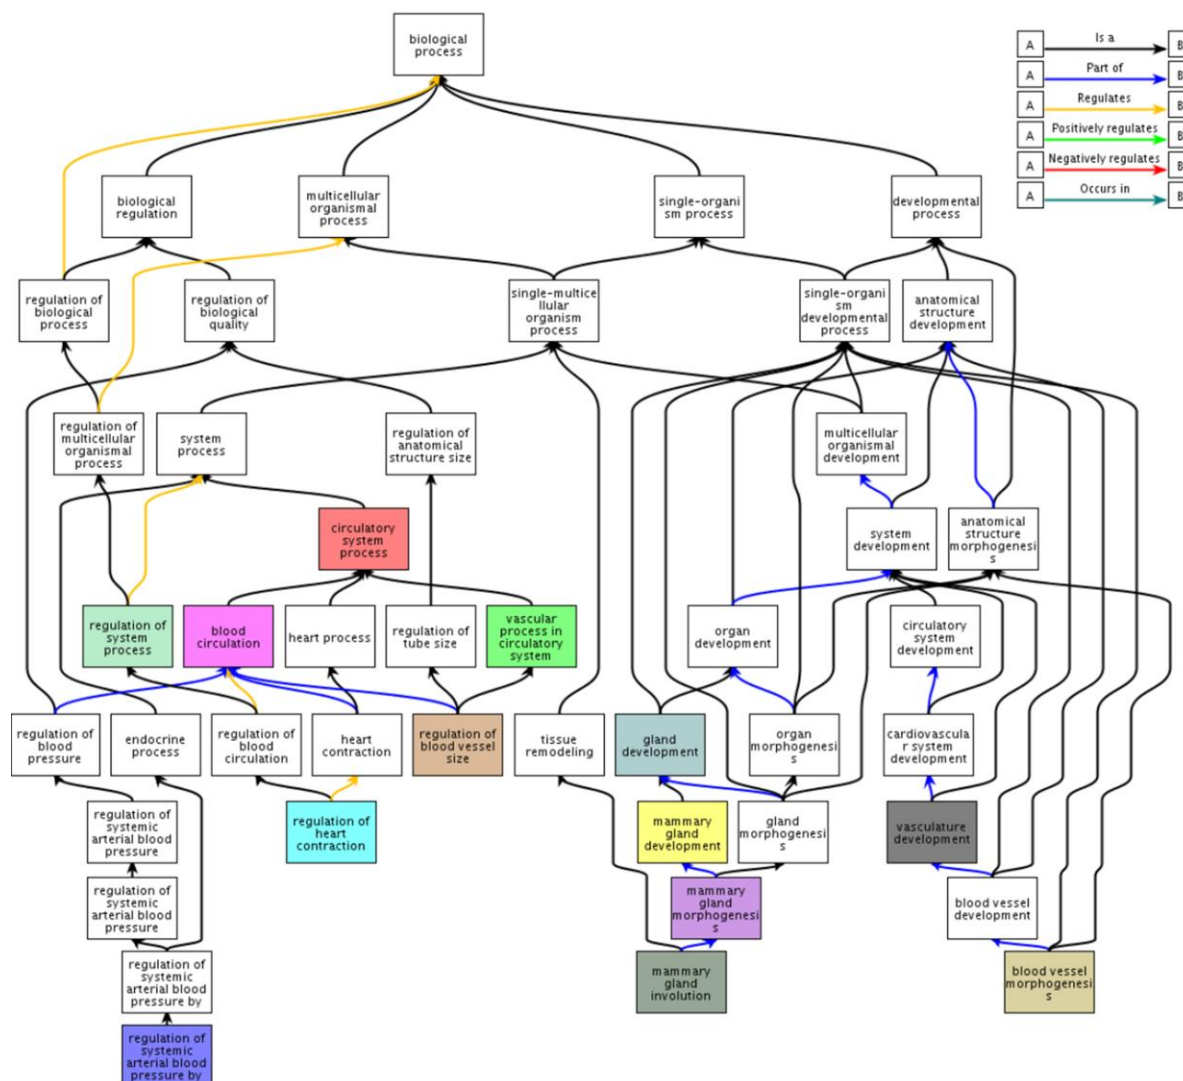 biological
process
A
Is a
B
A
Part of
B
A
Regulates
B
A
Positively regulates
B
A
Negatively regulates
B
A
Occurs in
B
biological
regulation
multicellular
organismal
process
single-organi
sm process
developmental
process
regulation of
biological
process
regulation of
biological
quality
single-multice
llular
organism
process
single-organi
sm
developmental
process
anatomical
structure
development
regulation of
multicellular
organismal
process
system
process
regulation of
anatomical
structure size
multicellular
organismal
development
circulatory
system
process
system
development
anatomical
structure
morphogenesi
s
regulation of
system
process
blood
circulation
heart process
regulation of
tube size
vascular
process in
circulatory
system
organ
development
circulatory
system
development
regulation of
blood
pressure
endocrine
process
regulation of
blood
circulation
heart
contraction
regulation of
blood vessel
size
tissue
remodeling
gland
development
organ
morphogenesi
s
cardiovascula
r system
development
regulation of
systemic
arterial blood
pressure
regulation of
heart
contraction
mammary
gland
development
gland
morphogenesi
s
vasculature
development
regulation of
systemic
arterial blood
pressure
mammary
gland
morphogenesi
s
blood vessel
development
regulation of
systemic
arterial blood
pressure by
mammary
gland
involution
blood vessel
morphogenesi
s
regulation of
systemic
arterial blood
pressure by